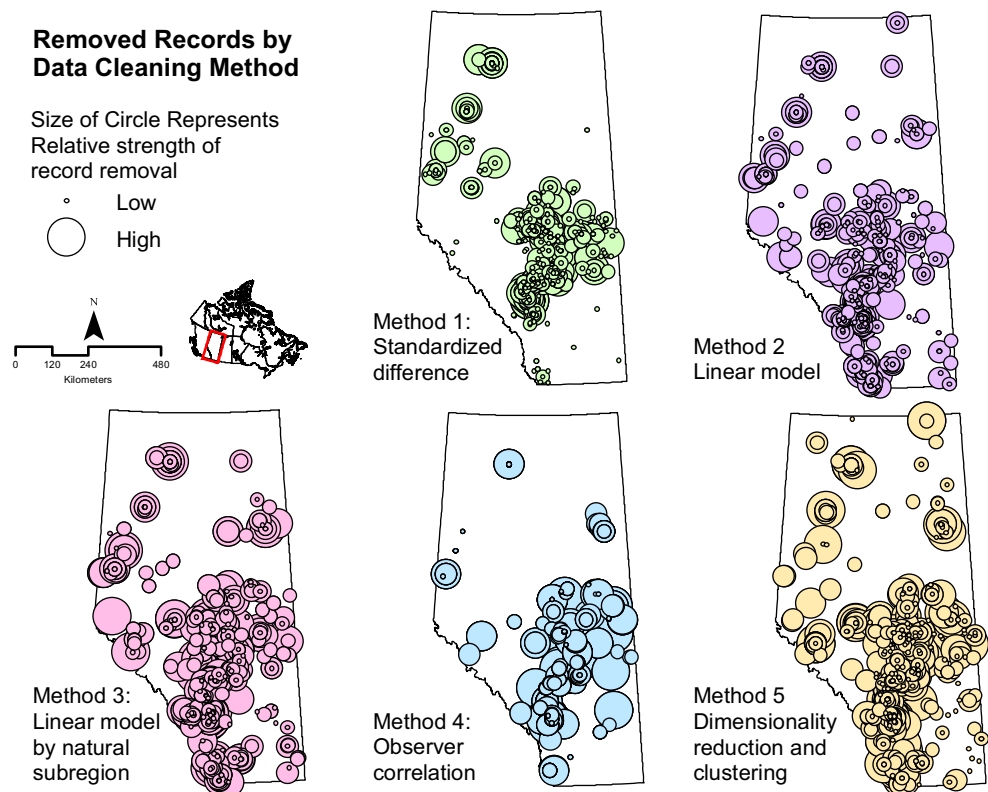 Removed Records by
Data Cleaning Method
Size of Circle Represents
Relative strength of
record removal
Low
High
N
0 120 240 480
Kilometers
Method 1:
Standardized
difference
Method 2
Linear model
Method 3:
Linear model
by natural
subregion
Method 4:
Observer
correlation
Method 5
Dimensionality
reduction and
clustering